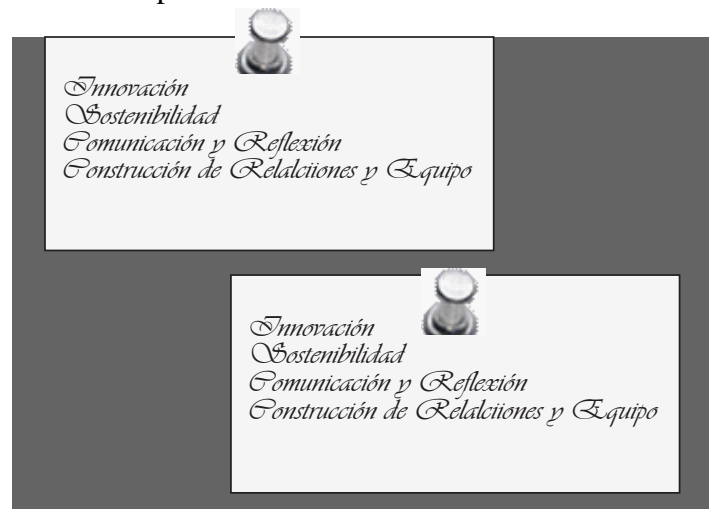 Innovación
Sostenibilidad
Comunicación y Reflexión
Construcción de Relalciiones y Equipo
Innovación
Sostenibilidad
Comunicación y Reflexión
Construcción de Relalciiones y Equipo